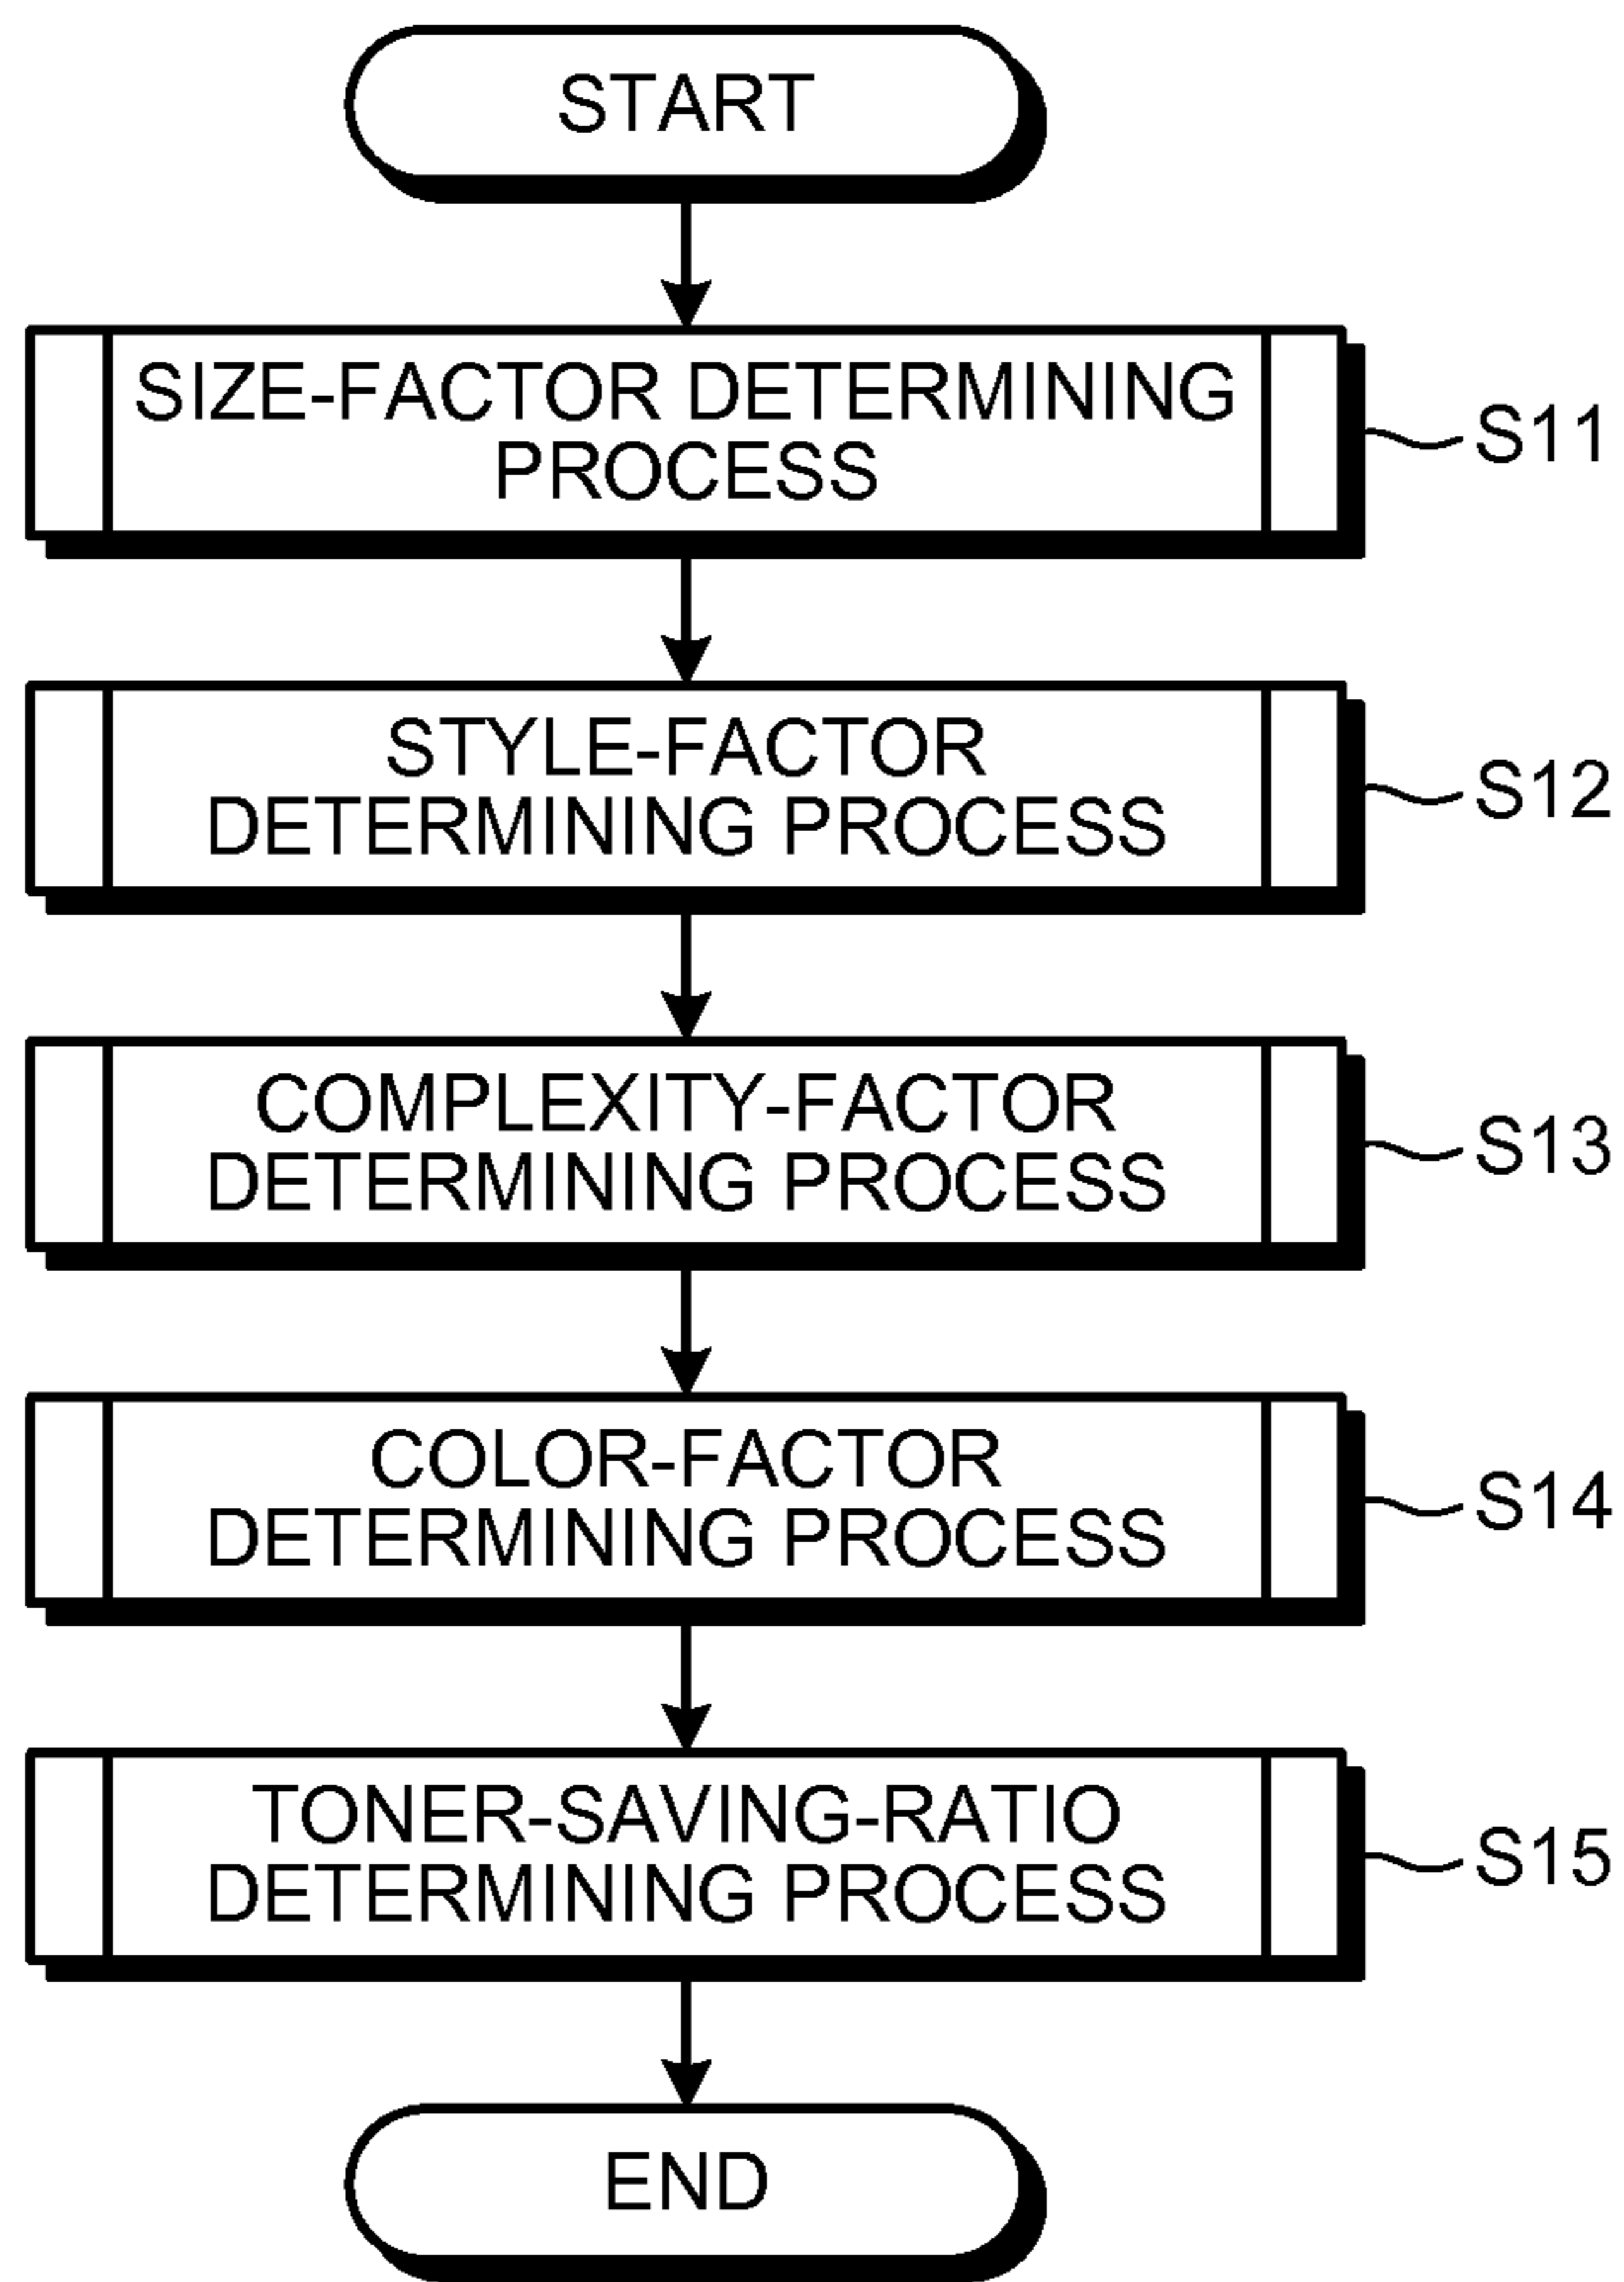 START
SIZE-FACTOR DETERMINING
PROCESS
S11
STYLE-FACTOR
DETERMINING PROCESS
S12
COMPLEXITY-FACTOR
DETERMINING PROCESS
S13
COLOR-FACTOR
DETERMINING PROCESS
S14
TONER-SAVING-RATIO
DETERMINING PROCESS
S15
END